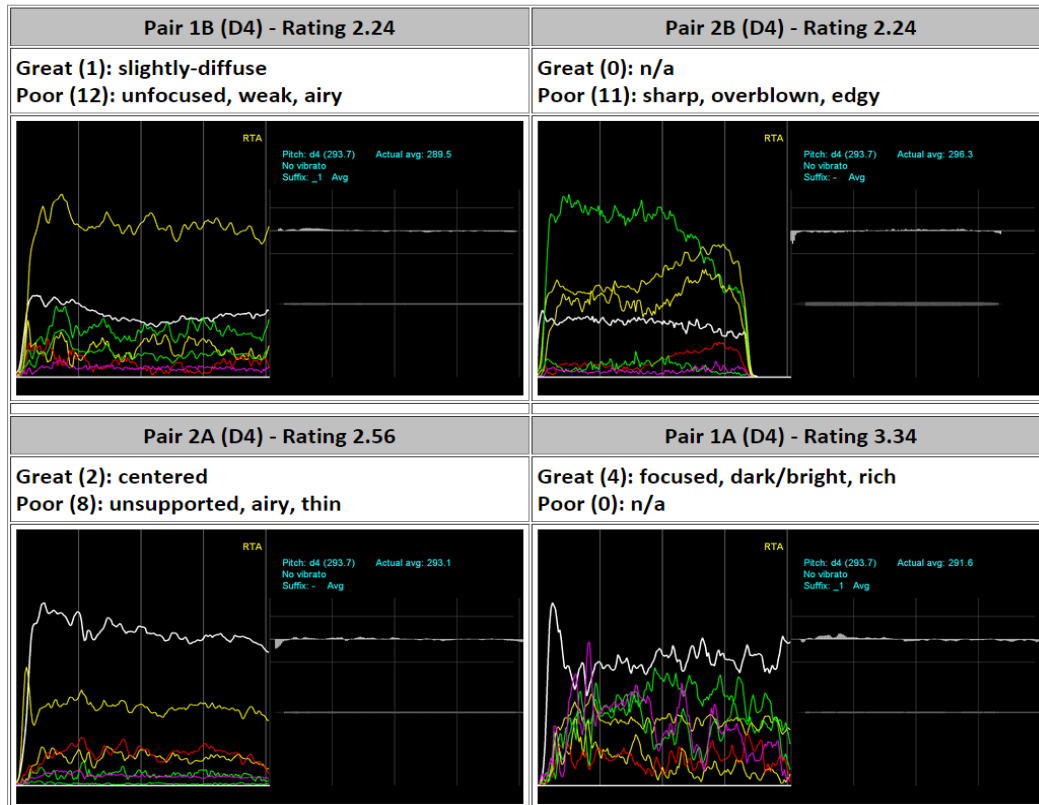 Pair 1B (D4) - Rating 2.24
Great (1): slightly-diffuse
Poor (12): unfocused, weak, airy
RTA
Pitch: d4 (293.7) Actual avg: 289.5
No vibrato
Suffix: _1 Avg
Pair 2B (D4) - Rating 2.24
Great (0): n/a
Poor (11): sharp, overblown, edgy
RTA
Pitch: d4 (293.7) Actual avg: 296.3
No vibrato
Suffix: - Avg
Pair 2A (D4) - Rating 2.56
Great (2): centered
Poor (8): unsupported, airy, thin
RTA
Pitch: d4 (293.7) Actual avg: 293.1
No vibrato
Suffix: - Avg
Pair 1A (D4) - Rating 3.34
Great (4): focused, dark/bright, rich
Poor (0): n/a
RTA
Pitch: d4 (293.7) Actual avg: 291.6
No vibrato
Suffix: _1 Avg